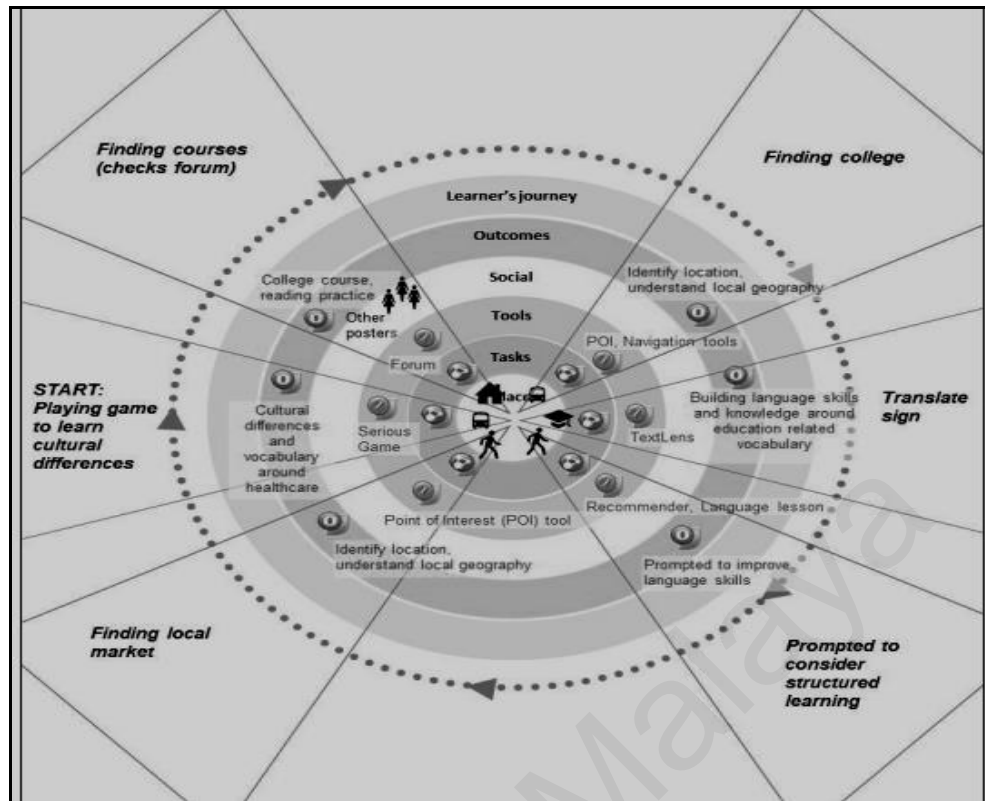 Finding courses
(checks forum)
Finding college
Learner's journey
Outcomes
Social
Tools
Tasks
College course,
reading practice
Other
posters
Forum
Identify location,
understand local geography
POI, Navigation tools
START:
Playing game
to learn
cultural
differences
Cultural
differences
and
vocabulary
around
healthcare
Serious
Game
TextLens
Building language skills
and knowledge around
education related
vocabulary
Translate
sign
Point of Interest (POI) tool
Recommender, Language lesson
Identify location,
understand local geography
Prompted to improve
language skills
Finding local
market
Prompted to
consider
structured
learning
Malaya